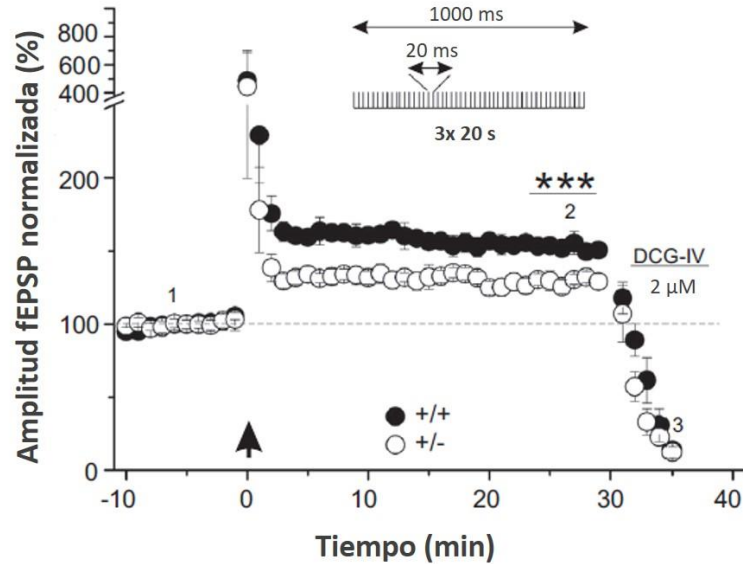 Amplitud fEPSP normalizada (%)
800
600
400
200
100
0
1000 ms
20 ms
3x 20 s
***
2
1
DCG-IV
2 µM
3
+/+
+/-
-10
0
10
20
30
40
Tiempo (min)